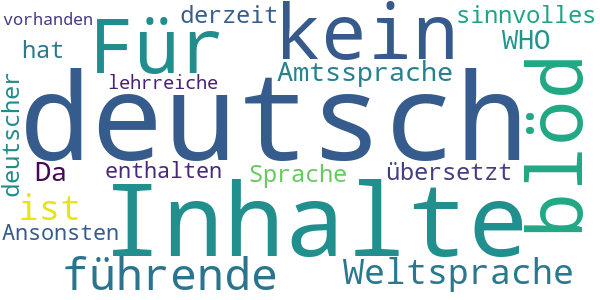 vorhanden
Für
derzeit
kein
sinnvolles
hat
WHO
lehrreiche
Amtssprache
deutsch
deutscher
blöd
Da
enthalten
Sprache
übersetzt
ist
Inhalte
Ansonsten
führende
Weltsprache